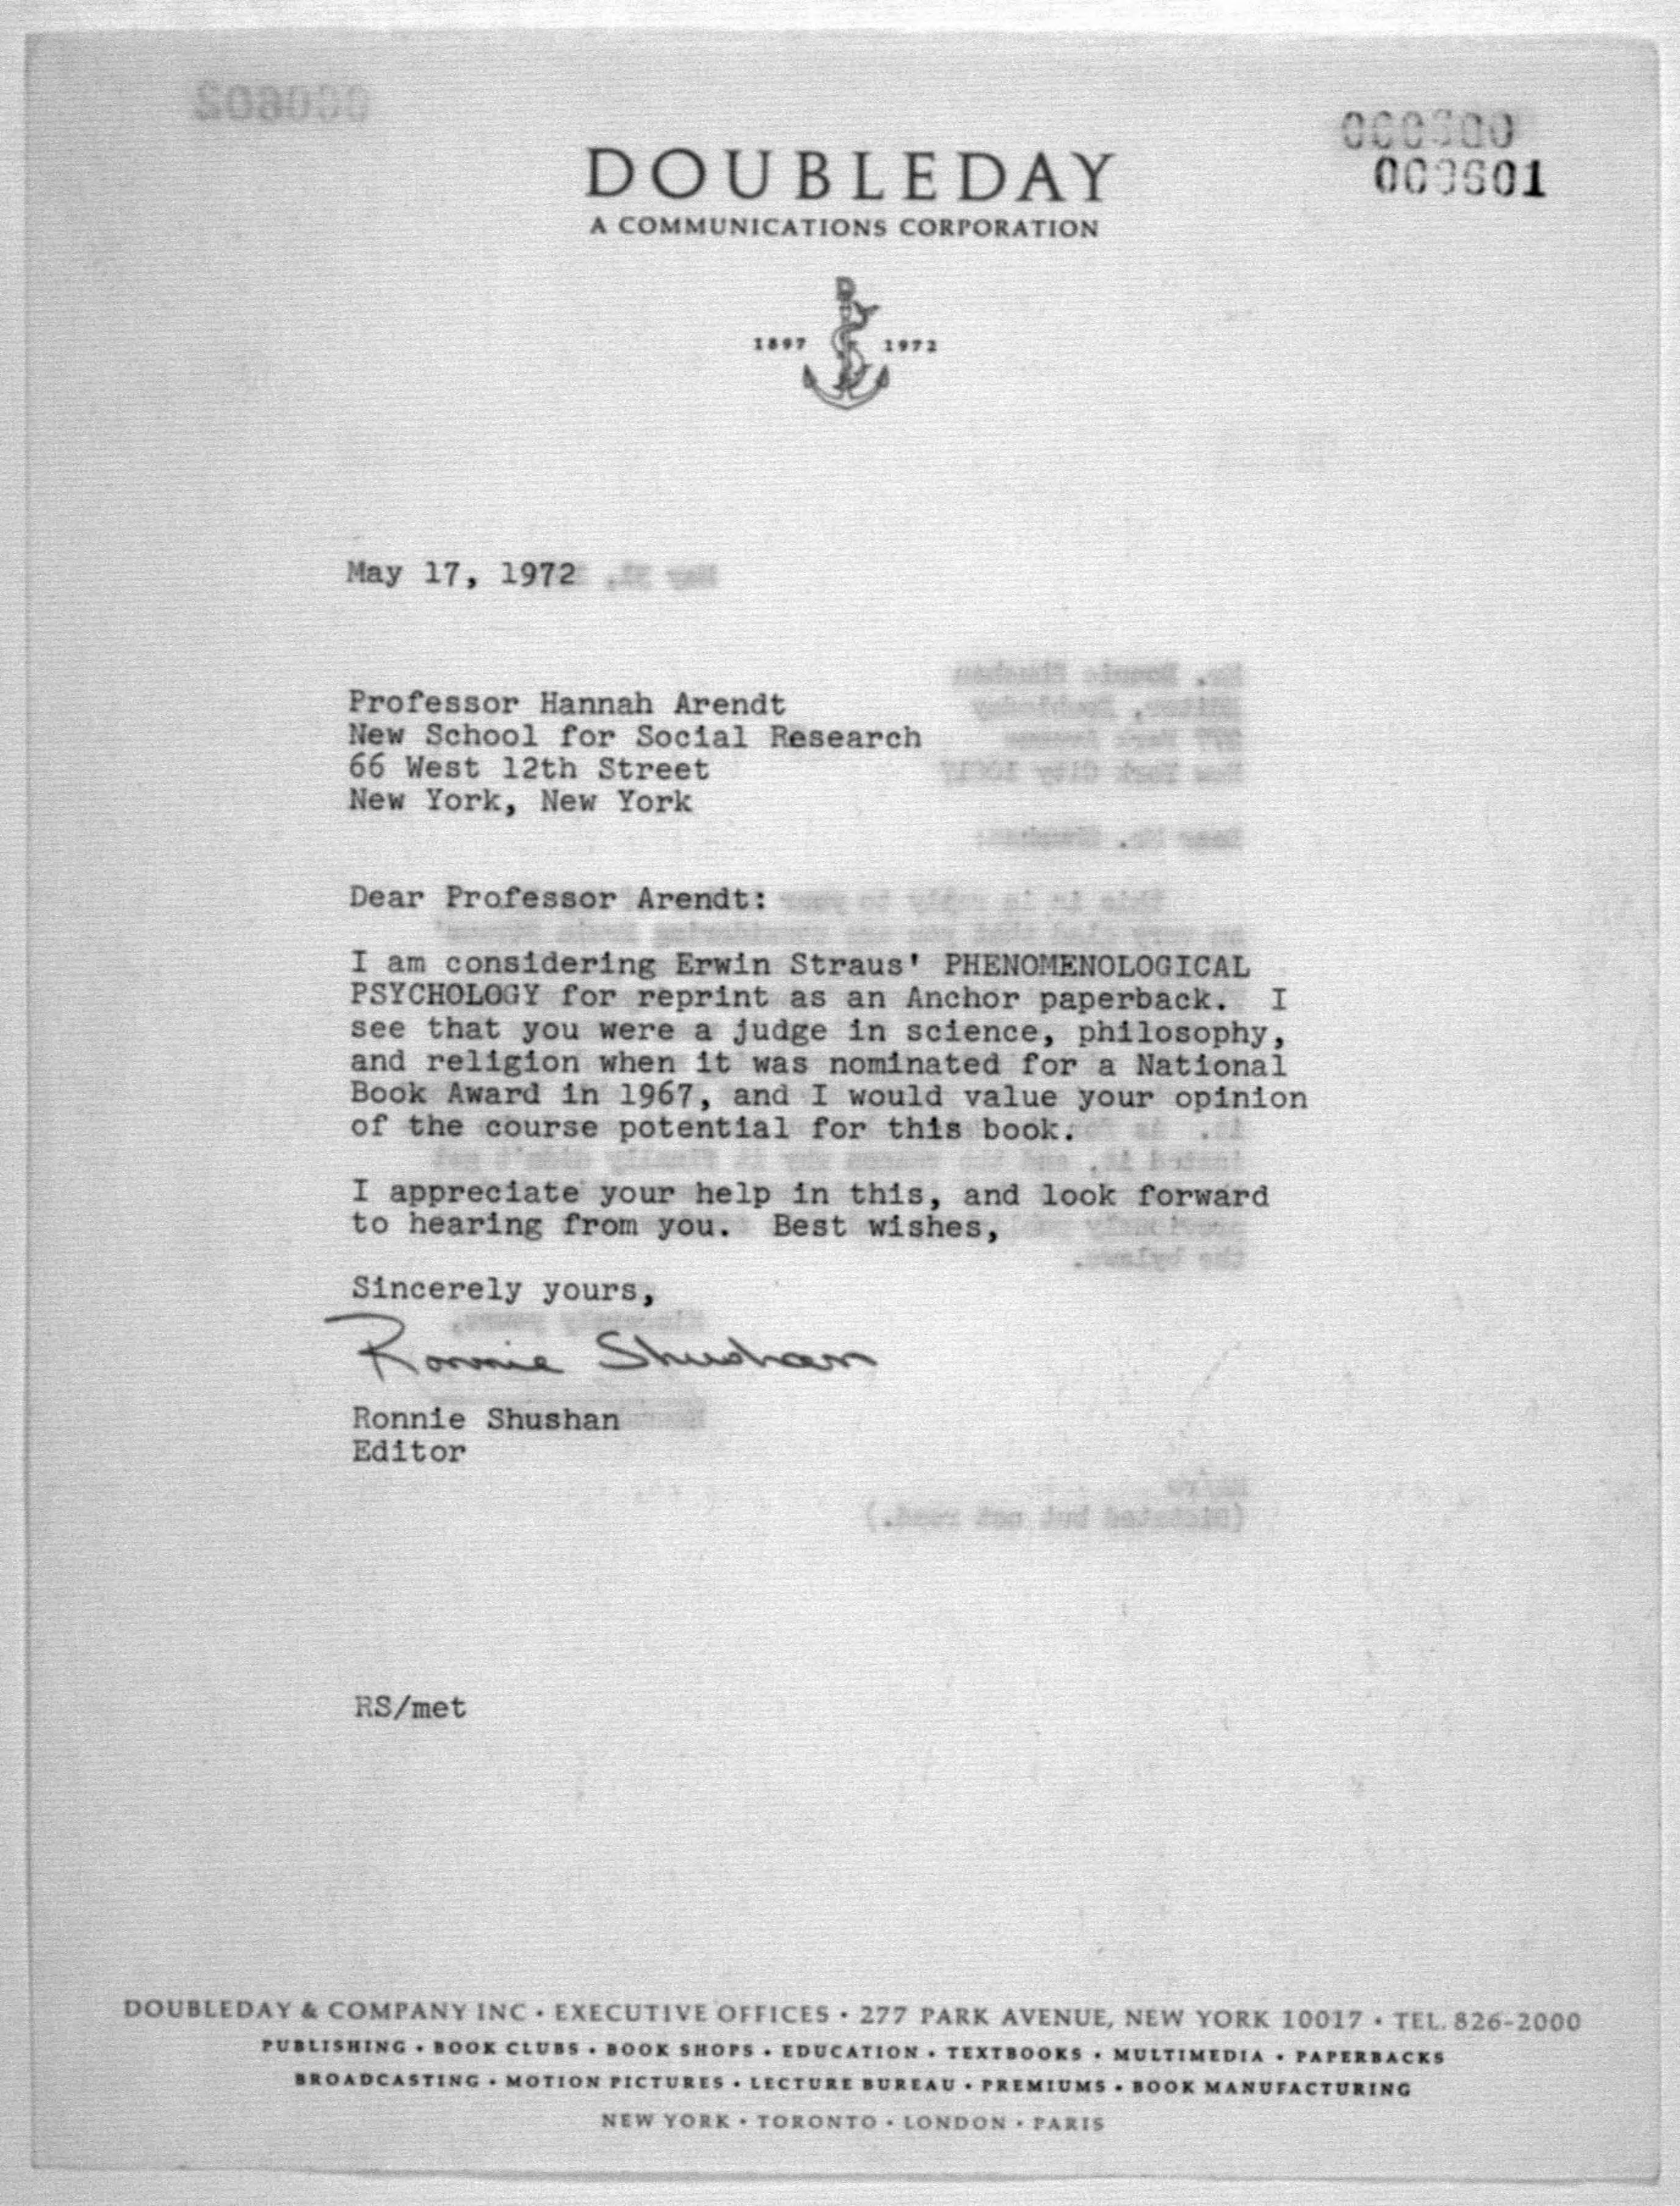 DOUBLEDAY
A COMMUNICATIONS CORPORATION
000601
1897 1972
May 17, 1972
Professor Hannah Arendt
New School for Social Research
66 West 12th Street
New York, New York
Dear Professor Arendt:
I am considering Erwin Straus' PHENOMENOLOGICAL
PSYCHOLOGY for reprint as an Anchor paperback. I
see that you were a judge in science, philosophy,
and religion when it was nominated for a National
Book Award in 1967, and I would value your opinion
of the course potential for this book.
I appreciate your help in this, and look forward
to hearing from you. Best wishes,
Sincerely yours,
Ronnie Shushan
Ronnie Shushan
Editor
RS/met
DOUBLEDAY & COMPANY INC • EXECUTIVE OFFICES • 277 PARK AVENUE, NEW YORK 10017 • TEL. 826-2000
PUBLISHING • BOOK CLUBS • BOOK SHOPS • EDUCATION • TEXTBOOKS • MULTIMEDIA • PAPERBACKS
BROADCASTING • MOTION PICTURES • LECTURE BUREAU • PREMIUMS • BOOK MANUFACTURING
NEW YORK • TORONTO • LONDON • PARIS